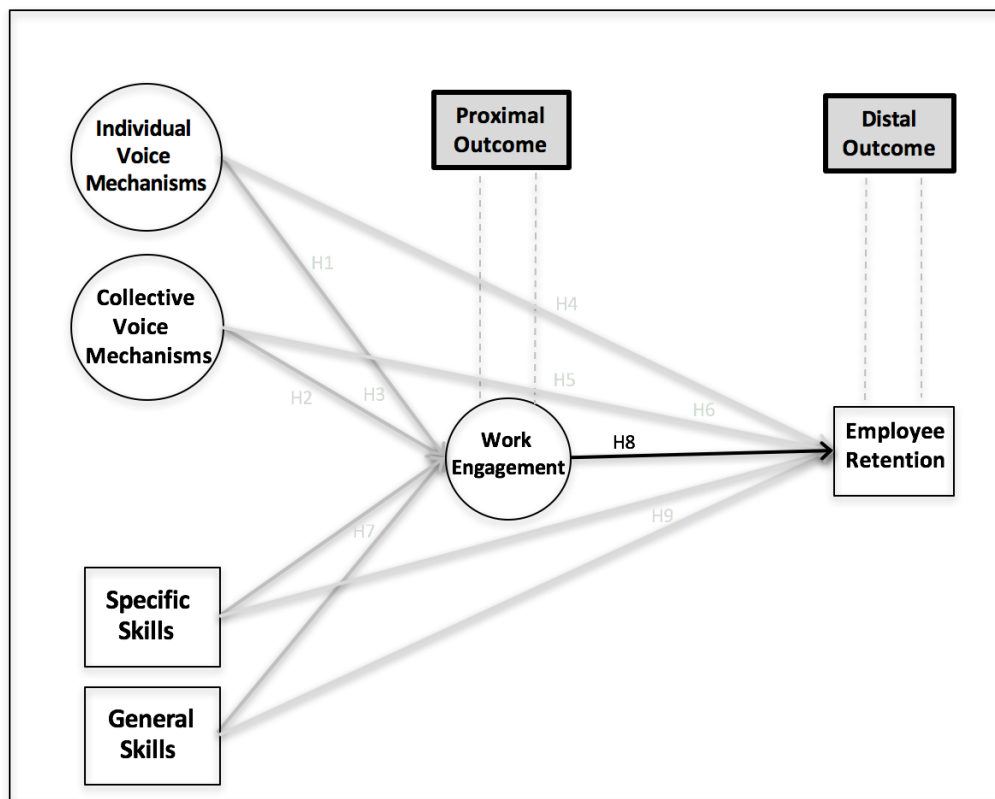 Individual
Voice
Mechanisms
Proximal
Outcome
Distal
Outcome
H1
H4
Collective
Voice
Mechanisms
H2
H3
H5
H6
Work
Engagement
H8
Employee
Retention
H7
H9
Specific
Skills
General
Skills